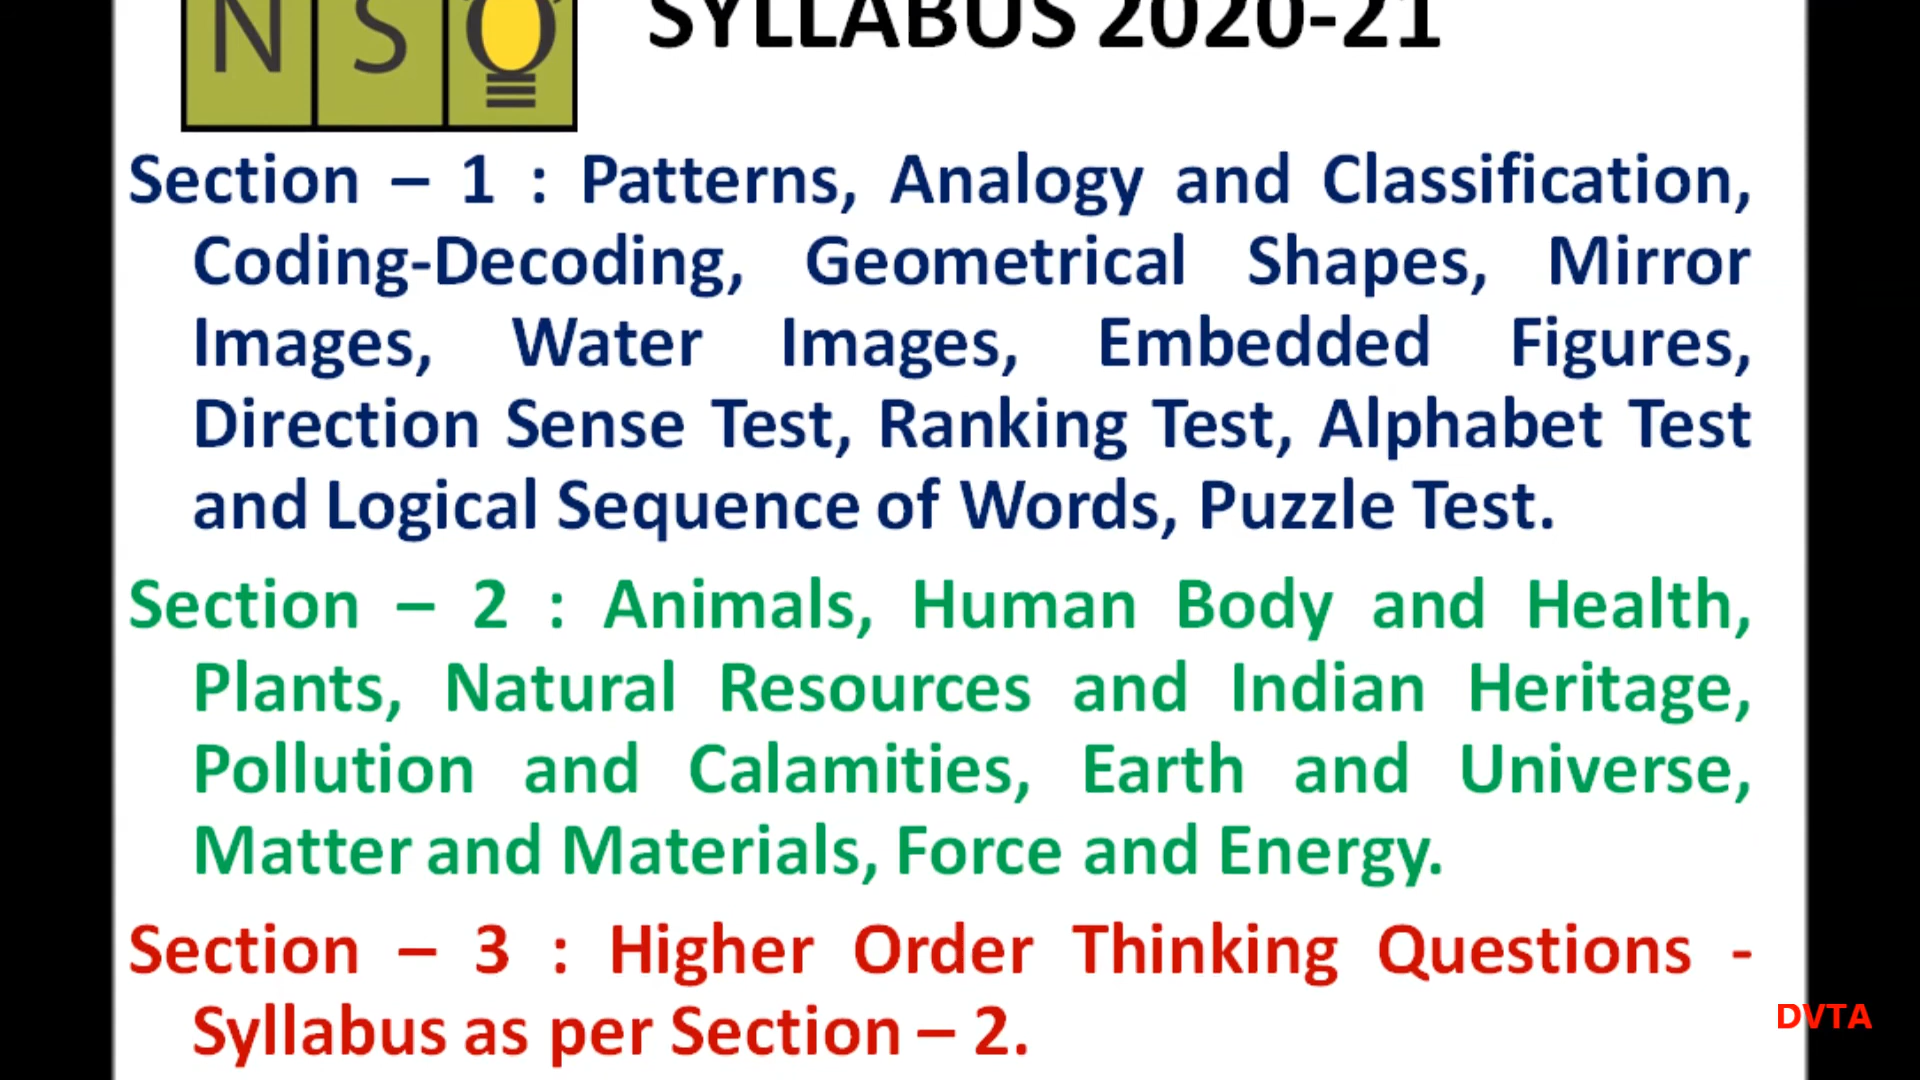 NSO
SYLLABUS 2020-21
Section – 1 : Patterns, Analogy and Classification,
Coding-Decoding, Geometrical Shapes, Mirror
Images, Water Images, Embedded Figures,
Direction Sense Test, Ranking Test, Alphabet Test
and Logical Sequence of Words, Puzzle Test.
Section – 2 : Animals, Human Body and Health,
Plants, Natural Resources and Indian Heritage,
Pollution and Calamities, Earth and Universe,
Matter and Materials, Force and Energy.
Section – 3 : Higher Order Thinking Questions -
Syllabus as per Section – 2.
DVTA